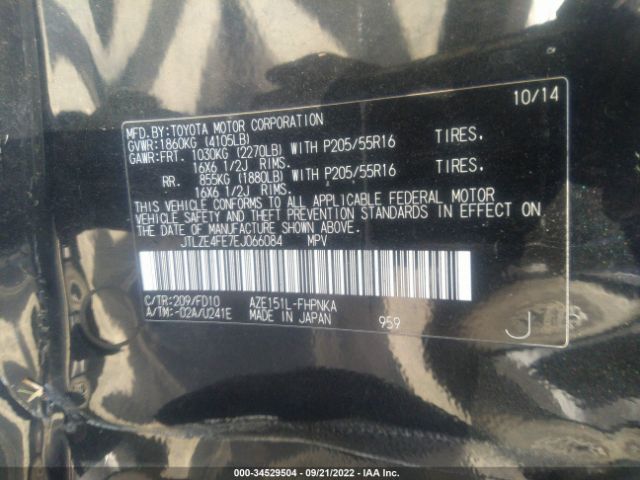 10/14
MFD.BY:TOYOTA MOTOR CORPORATION
GVWR:1860KG (4105LB)
GAWR:FRT. 1030KG (2270LB) WITH P205/55R16 TIRES.
16X6 1/2J RIMS.
RR. 855KG (1880LB) WITH P205/55R16 TIRES.
16X6 1/2J RIMS.
THIS VEHICLE CONFORMS TO ALL APPLICABLE FEDERAL MOTOR
VEHICLE SAFETY AND THEFT PREVENTION STANDARDS IN EFFECT ON
THE DATE OF MANUFACTURE SHOWN ABOVE.
JTLZE4FE7EJ066084 MPV
C/TR:209/FD10 AZE151L-FHPNKA
A/TM:-02A/U241E MADE IN JAPAN 959 J
000-34529504 - 09/21/2022 - IAA Inc.